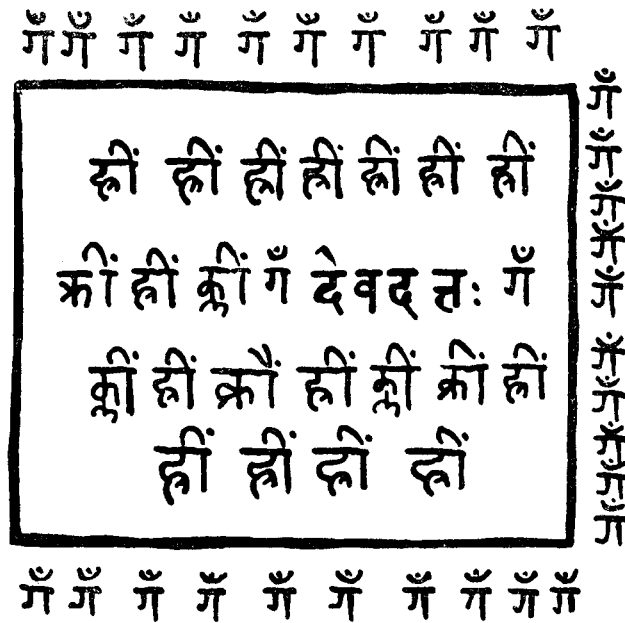 गँ गँ गँ गँ गँ गँ गँ गँ गँ गँ
ह्रीं ह्रीं ह्रीं ह्रीं ह्रीं ह्रीं ह्रीं
क्रीं ह्रीं क्लीं गँ देवदत्तः गँ
क्लीं ह्रीं क्रौं ह्रीं क्लीं क्रीं ह्रीं
ह्रीं ह्रीं ह्रीं ह्रीं
गँ गँ गँ गँ गँ गँ गँ गँ गँ गँ
गँ गँ गँ गँ गँ गँ गँ गँ गँ गँ